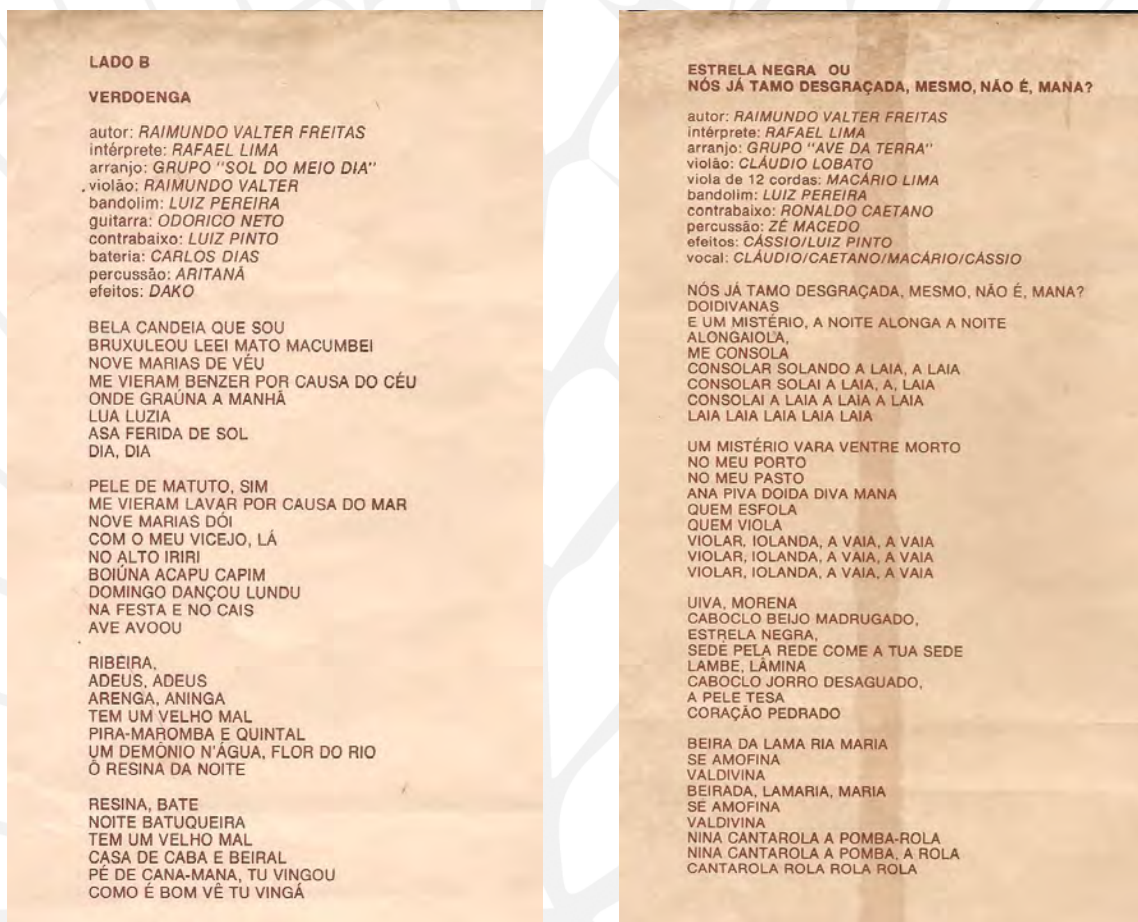 LADO B
VERDOENGA
autor: RAIMUNDO VALTER FREITAS
intérprete: RAFAEL LIMA
arranjo: GRUPO "SOL DO MEIO DIA"
violão: RAIMUNDO VALTER
bandolim: LUIZ PEREIRA
guitarra: ODORICO NETO
contrabaixo: LUIZ PINTO
bateria: CARLOS DIAS
percussão: ARITANÁ
efeitos: DAKO
BELA CANDEIA QUE SOU
BRUXULEOU LEEI MATO MACUMBEI
NOVE MARIAS DE VÉU
ME VIERAM BENZER POR CAUSA DO CÉU
ONDE GRAÚNA A MANHÃ
LUA LUZIA
ASA FERIDA DE SOL
DIA, DIA
PELE DE MATUTO, SIM
ME VIERAM LAVAR POR CAUSA DO MAR
NOVE MARIAS DÓI
COM O MEU VICEJO, LÁ
NO ALTO IRIRI
BOIÚNA ACAPU CAPIM
DOMINGO DANÇOU LUNDU
NA FESTA E NO CAIS
AVE AVOOU
RIBEIRA,
ADEUS, ADEUS
ARENGA, ANINGA
TEM UM VELHO MAL
PIRA-MAROMBA E QUINTAL
UM DEMÔNIO N'ÁGUA, FLOR DO RIO
Ô RESINA DA NOITE
RESINA, BATE
NOITE BATUQUEIRA
TEM UM VELHO MAL
CASA DE CABA E BEIRAL
PÉ DE CANA-MANA, TU VINGOU
COMO É BOM VÊ TU VINGÁ
ESTRELA NEGRA OU
NÓS JÁ TAMO DESGRAÇADA, MESMO, NÃO É, MANA?
autor: RAIMUNDO VALTER FREITAS
intérprete: RAFAEL LIMA
arranjo: GRUPO "AVE DA TERRA"
violão: CLÁUDIO LOBATO
viola de 12 cordas: MACÁRIO LIMA
bandolim: LUIZ PEREIRA
contrabaixo: RONALDO CAETANO
percussão: ZÉ MACEDO
efeitos: CÁSSIO/LUIZ PINTO
vocal: CLÁUDIO/CAETANO/MACÁRIO/CÁSSIO
NÓS JÁ TAMO DESGRAÇADA, MESMO, NÃO É, MANA?
DOIDIVANAS
E UM MISTÉRIO, A NOITE ALONGA A NOITE
ALONGAIOLA,
ME CONSOLA
CONSOLAR SOLANDO A LAIA, A LAIA
CONSOLAR SOLAI A LAIA, A, LAIA
CONSOLAI A LAIA A LAIA A LAIA
LAIA LAIA LAIA LAIA LAIA
UM MISTÉRIO VARA VENTRE MORTO
NO MEU PORTO
NO MEU PASTO
ANA PIVA DOIDA DIVA MANA
QUEM ESFOLA
QUEM VIOLA
VIOLAR, IOLANDA, A VAIA, A VAIA
VIOLAR, IOLANDA, A VAIA, A VAIA
VIOLAR, IOLANDA, A VAIA, A VAIA
UIVA, MORENA
CABOCLO BEIJO MADRUGADO,
ESTRELA NEGRA,
SEDE PELA REDE COME A TUA SEDE
LAMBE, LÂMINA
CABOCLO JORRO DESAGUADO,
A PELE TESA
CORAÇÃO PEDRADO
BEIRA DA LAMA RIA MARIA
SE AMOFINA
VALDIVINA
BEIRADA, LAMARIA, MARIA
SE AMOFINA
VALDIVINA
NINA CANTAROLA A POMBA-ROLA
NINA CANTAROLA A POMBA, A ROLA
CANTAROLA ROLA ROLA ROLA